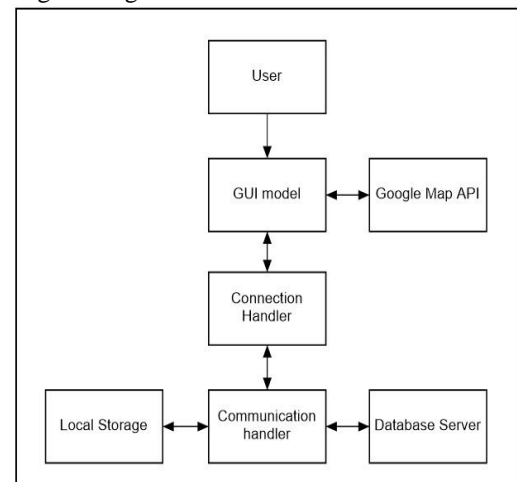 User
GUI model
Google Map API
Connection
Handler
Local Storage
Communication
handler
Database Server